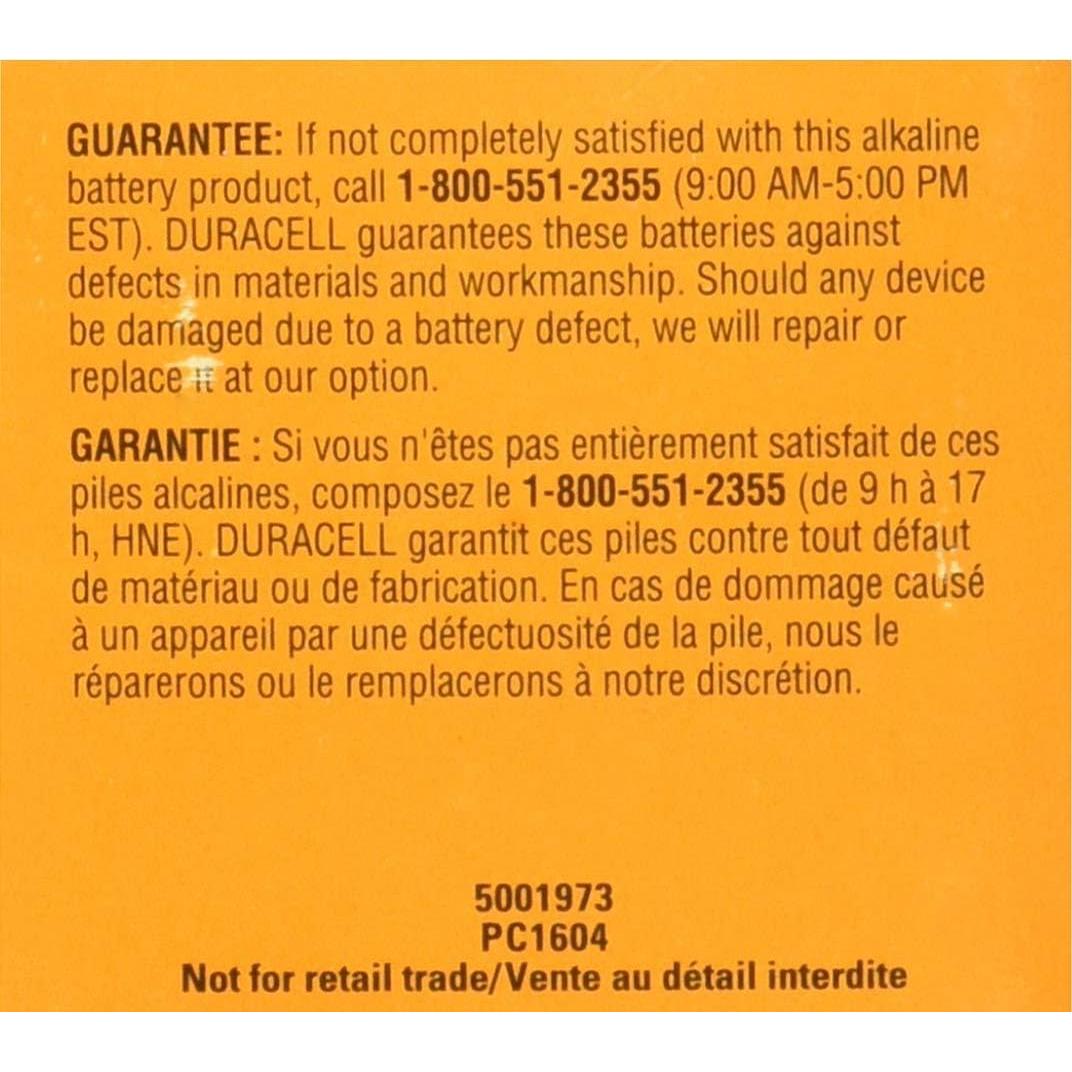 GUARANTEE: If not completely satisfied with this alkaline
battery product, call 1-800-551-2355 (9:00 AM-5:00 PM
EST). DURACELL guarantees these batteries against
defects in materials and workmanship. Should any device
be damaged due to a battery defect, we will repair or
replace it at our option.
GARANTIE : Si vous n'êtes pas entièrement satisfait de ces
piles alcalines, composez le 1-800-551-2355 (de 9 h à 17
h, HNE). DURACELL garantit ces piles contre tout défaut
de matériau ou de fabrication. En cas de dommage causé
à un appareil par une défectuosité de la pile, nous le
réparerons ou le remplacerons à notre discrétion.
5001973
PC1604
Not for retail trade/Vente au détail interdite